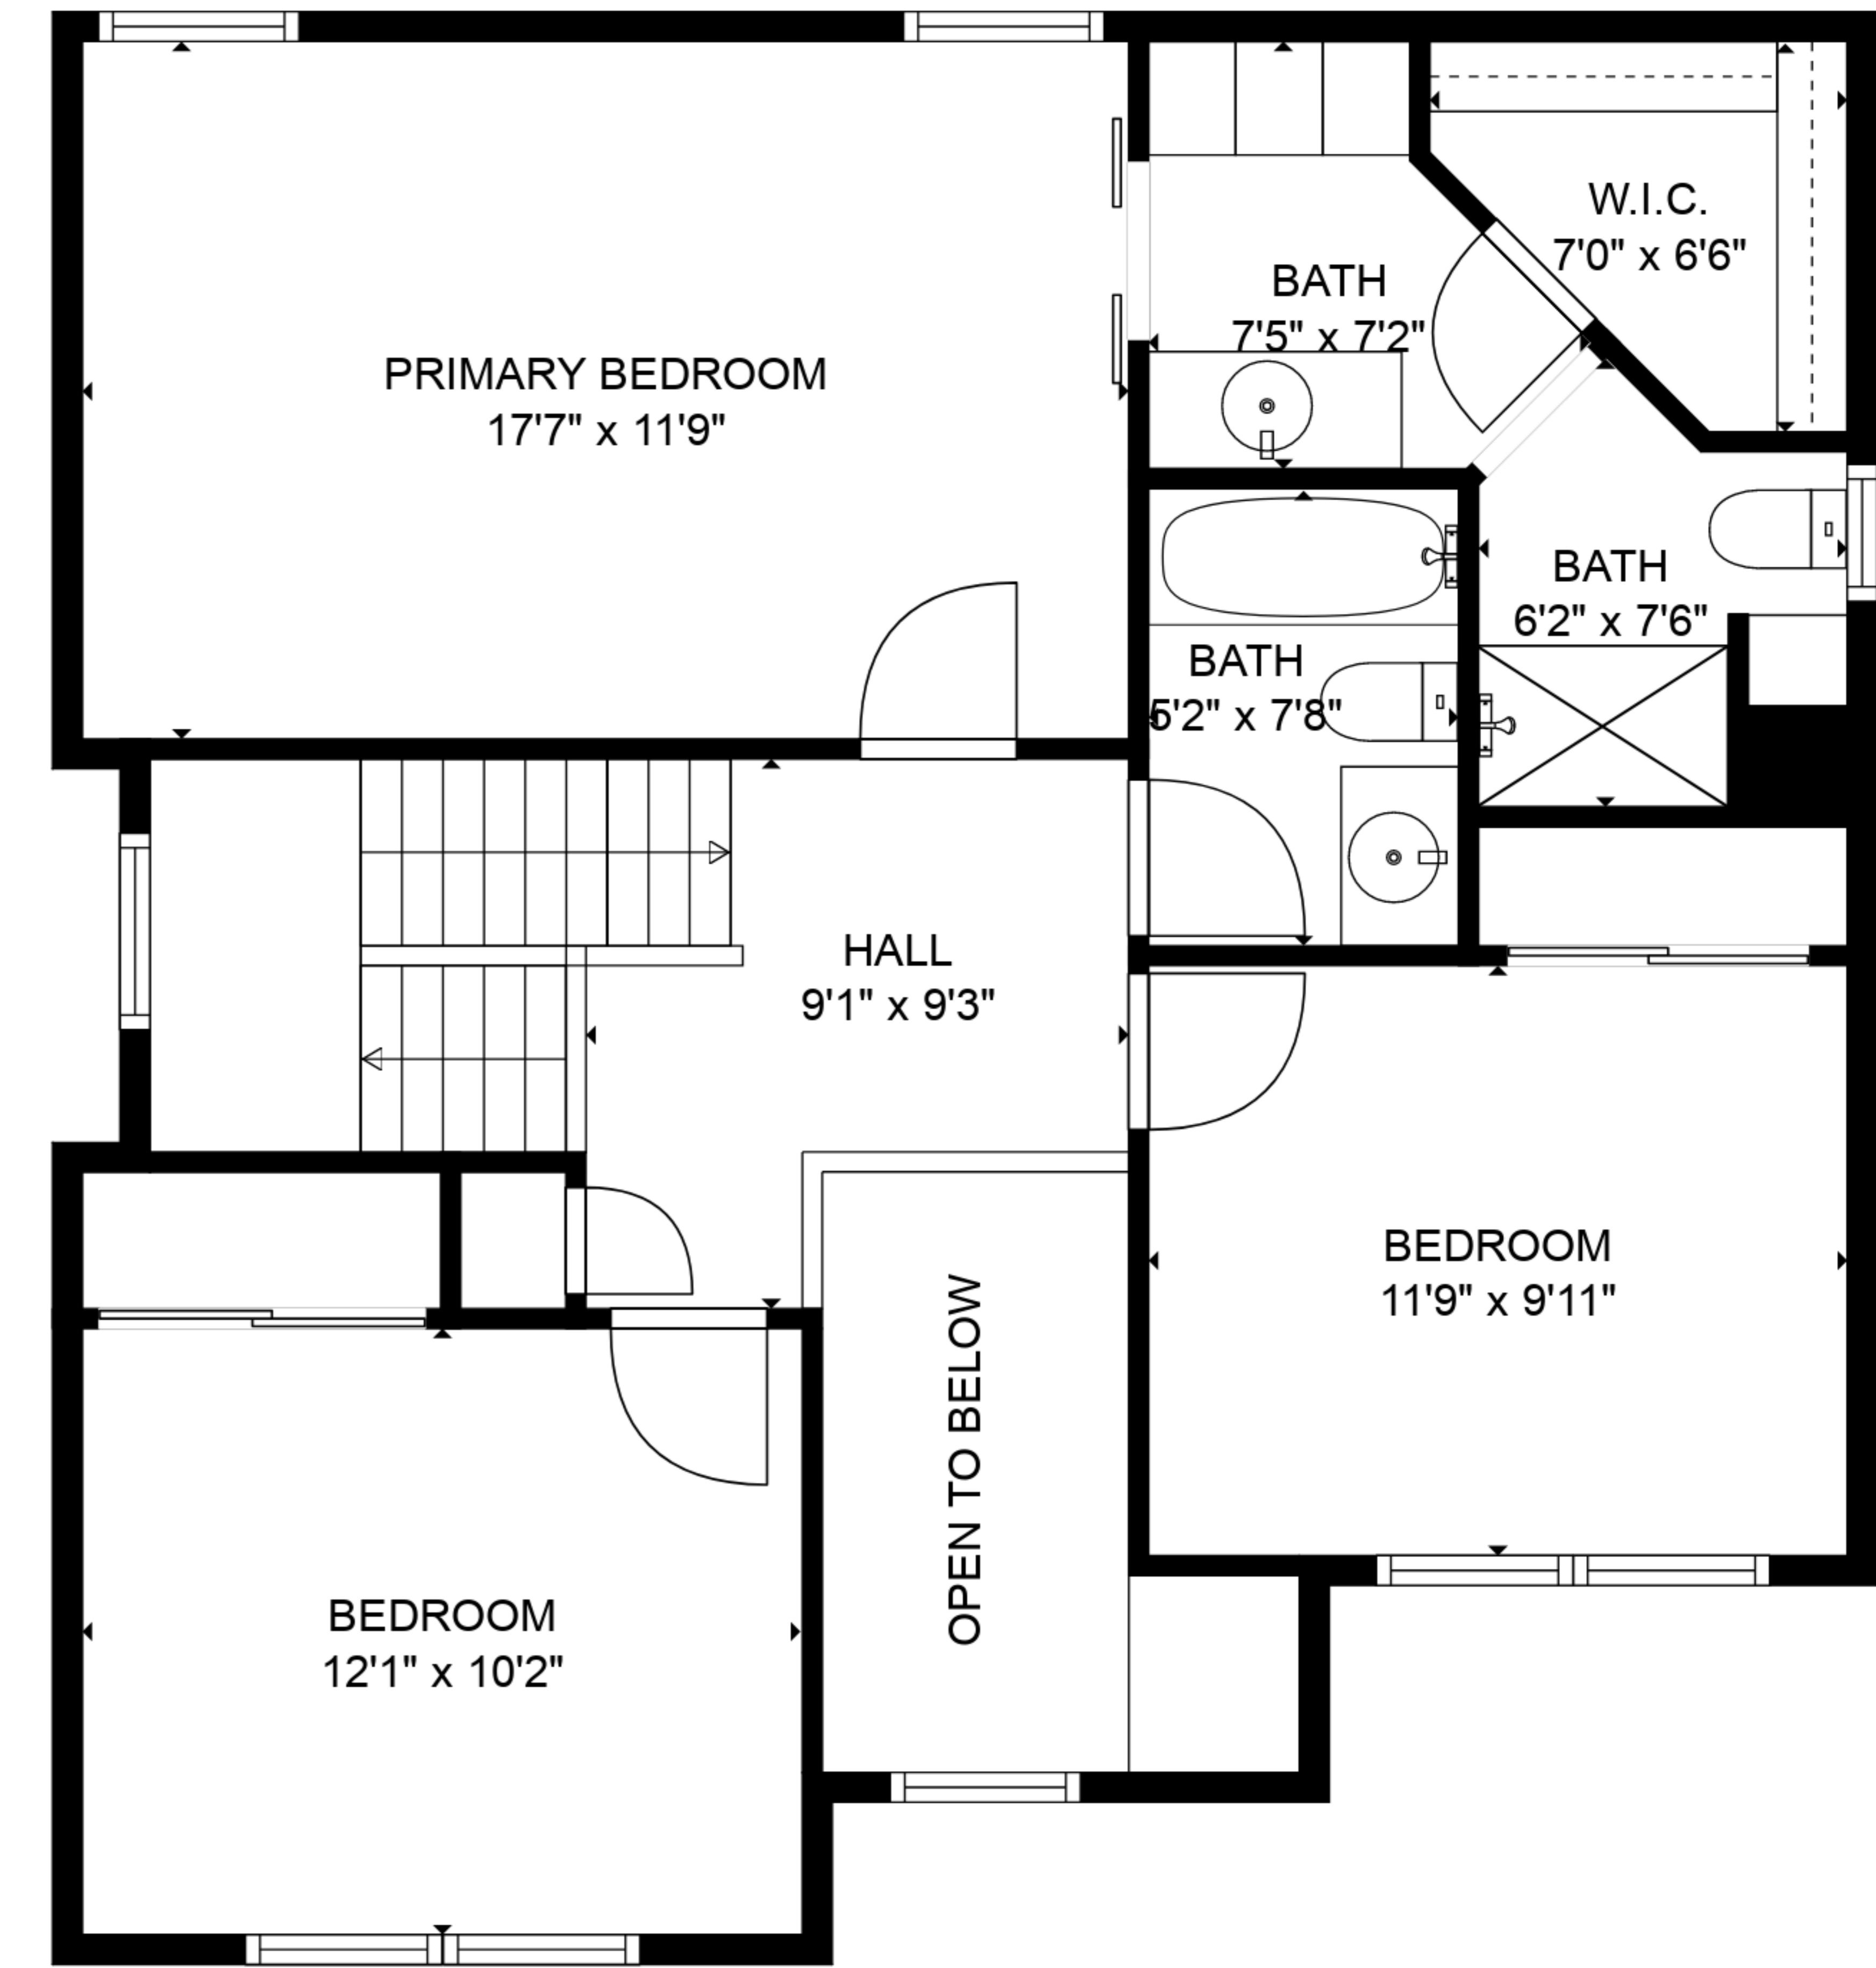 W.I.C.
7'0" x 6'6"
BATH
7'5" x 7'2"
PRIMARY BEDROOM
17'7" x 11'9"
BATH
6'2" x 7'6"
BATH
5'2" x 7'8"
HALL
9'1" x 9'3"
BEDROOM
11'9" x 9'11"
OPEN TO BELOW
BEDROOM
12'1" x 10'2"